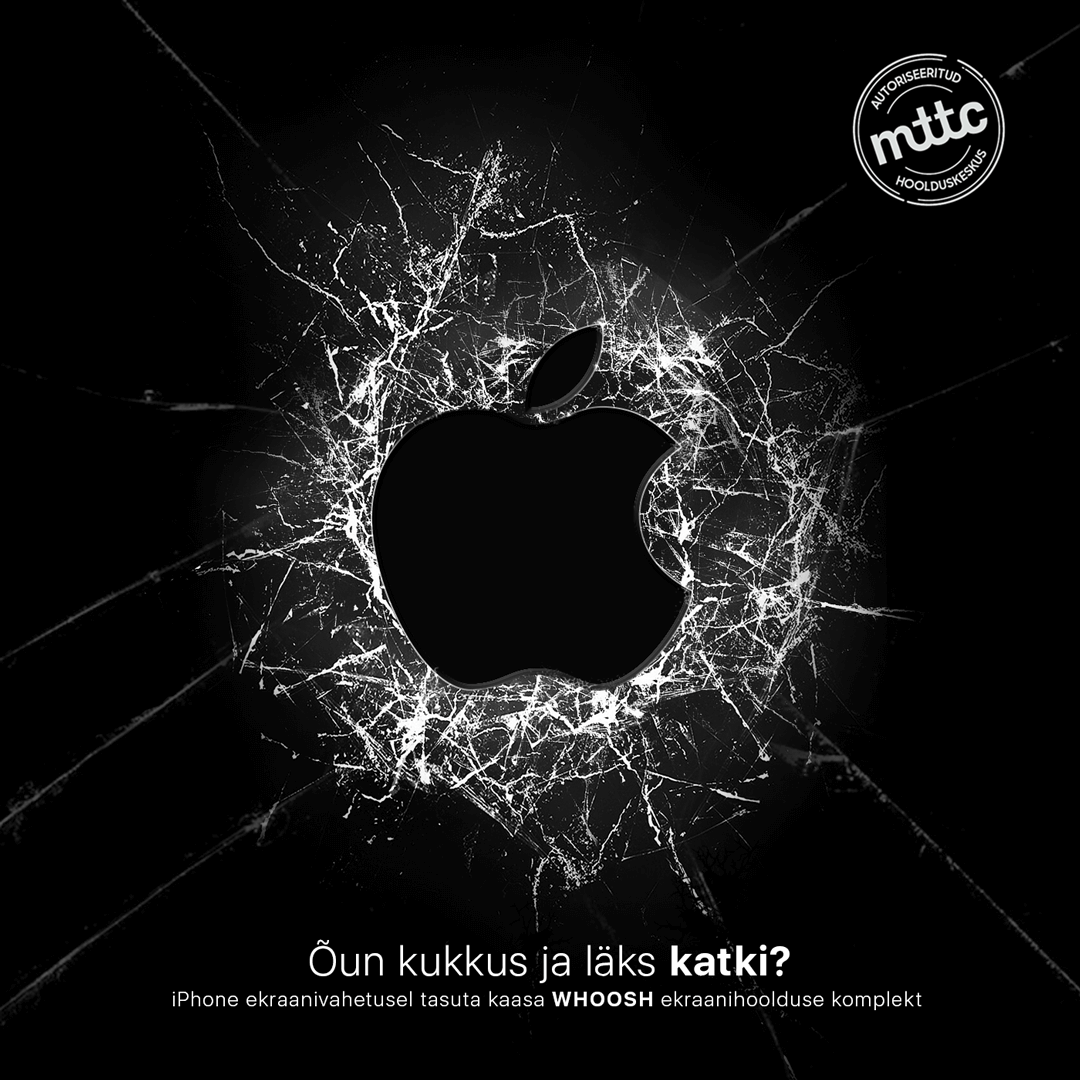 AUTORISEERITUD
mttc
HOOLDUSKESKUS
Õun kukkus ja läks katki?
iPhone ekraanivahetusel tasuta kaasa WHOOSH ekraanihoolduse komplekt